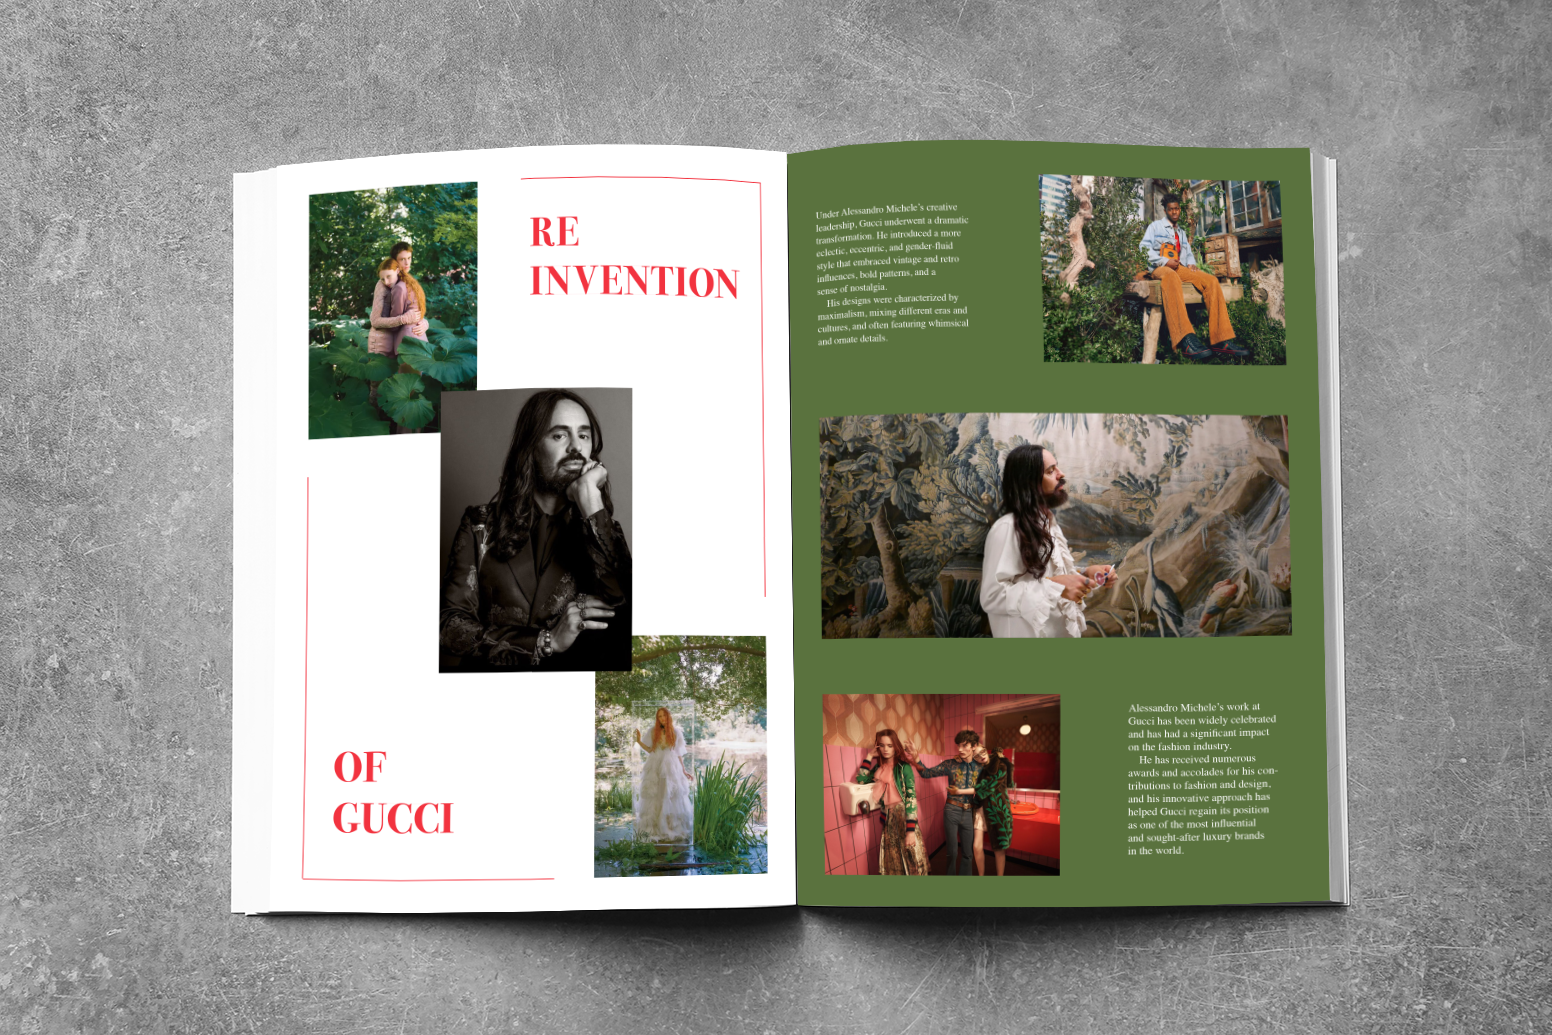 RE
INVENTION
OF
GUCCI
Under Alessandro Michele's creative
leadership, Gucci underwent a dramatic
transformation. He introduced a more
eclectic, eccentric, and gender-fluid
style that embraced vintage and retro
influences, bold patterns, and a
sense of nostalgia.
His designs were characterized by
maximalism, mixing different eras and
cultures, and often featuring whimsical
and ornate details.
Alessandro Michele's work at
Gucci has been widely celebrated
and has had a significant impact
on the fashion industry.
He has received numerous
awards and accolades for his con-
tributions to fashion and design,
and his innovative approach has
helped Gucci regain its position
as one of the most influential
and sought-after luxury brands
in the world.